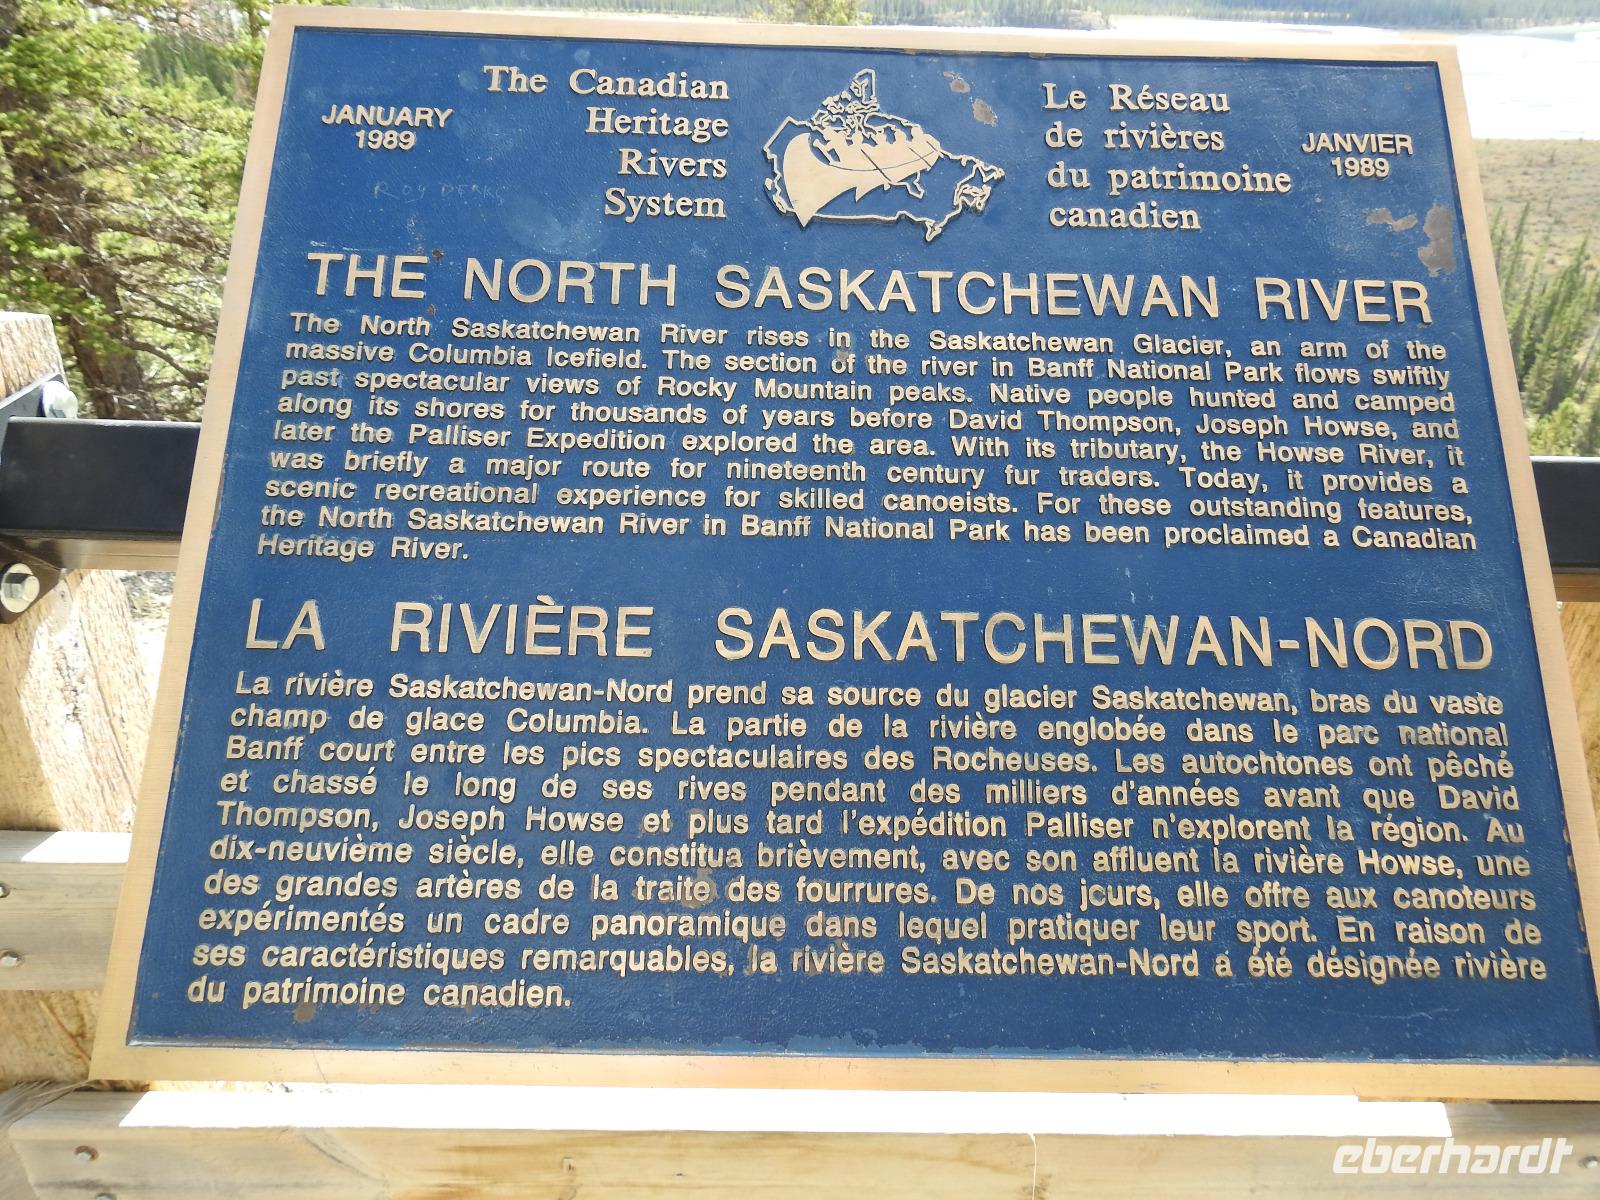 JANUARY
1989
The Canadian
Heritage
Rivers
System
Le Réseau
de rivières
du patrimoine
canadien
JANVIER
1989
ROY
THE NORTH SASKATCHEWAN RIVER
The North Saskatchewan River rises in the Saskatchewan Glacier, an arm of the
massive Columbia Icefield. The section of the river in Banff National Park flows swiftly
past spectacular views of Rocky Mountain peaks. Native people hunted and camped
along its shores for thousands of years before David Thompson, Joseph Howse, and
later the Palliser Expedition explored the area. With its tributary, the Howse River, it
was briefly a major route for nineteenth century fur traders. Today, it provides a
scenic recreational experience for skilled canoeists. For these outstanding features,
the North Saskatchewan River in Banff National Park has been proclaimed a Canadian
Heritage River.
LA RIVIÈRE SASKATCHEWAN-NORD
La rivière Saskatchewan-Nord prend sa source du glacier Saskatchewan, bras du vaste
champ de glace Columbia. La partie de la rivière englobée dans le parc national
Banff court entre les pics spectaculaires des Rocheuses. Les autochtones ont pêché
et chassé le long de ses rives pendant des milliers d'années avant que David
Thompson, Joseph Howse et plus tard l'expédition Palliser n'explorent la région. Au
dix-neuvième siècle, elle constitua brièvement, avec son affluent la rivière Howse, une
des grandes artères de la traite des fourrures. De nos jours, elle offre aux canoteurs
expérimentés un cadre panoramique dans lequel pratiquer leur sport. En raison de
ses caractéristiques remarquables, la rivière Saskatchewan-Nord a été désignée rivière
du patrimoine canadien.
eberhardt